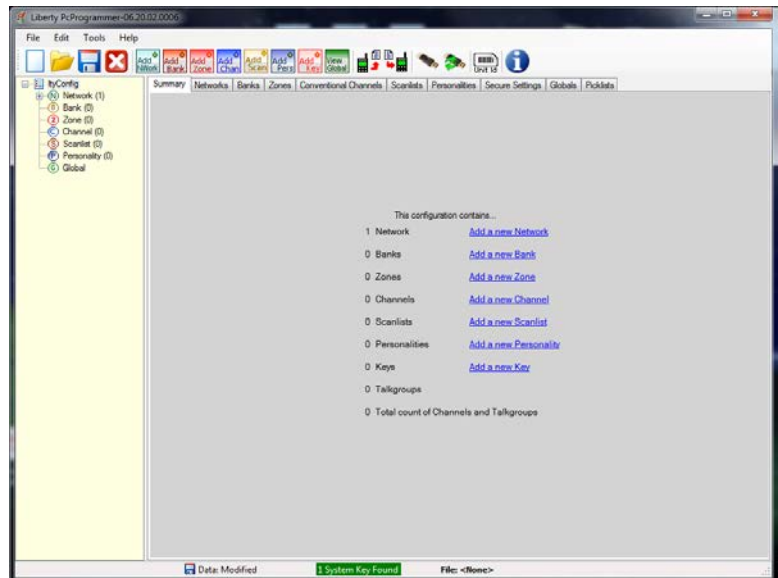 Liberty PcProgrammer-06.20.02.0006
File Edit Tools Help
Add NWork Add Bank Add Zone Add Chan Add Scan Add Pers Add Key View Global Unit Id
ltyConfig
Network (1)
Bank (0)
Zone (0)
Channel (0)
Scanlist (0)
Personality (0)
Global
Summary Networks Banks Zones Conventional Channels Scanlists Personalities Secure Settings Globals Picklists
This configuration contains...
1 Network Add a new Network
0 Banks Add a new Bank
0 Zones Add a new Zone
0 Channels Add a new Channel
0 Scanlists Add a new Scanlist
0 Personalities Add a new Personality
0 Keys Add a new Key
0 Talkgroups
0 Total count of Channels and Talkgroups
Data: Modified 1 System Key Found File: <None>